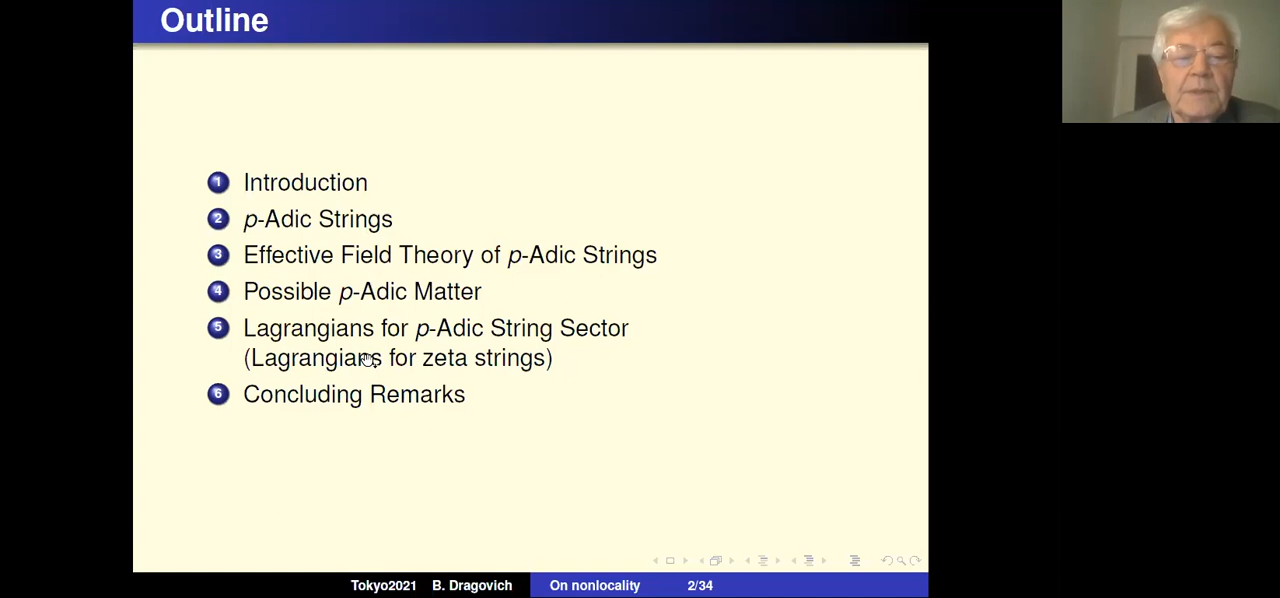 Outline
1 Introduction
2 p-Adic Strings
3 Effective Field Theory of p-Adic Strings
4 Possible p-Adic Matter
5 Lagrangians for p-Adic String Sector
(Lagrangians for zeta strings)
6 Concluding Remarks
Tokyo2021 B. Dragovich On nonlocality 2/34